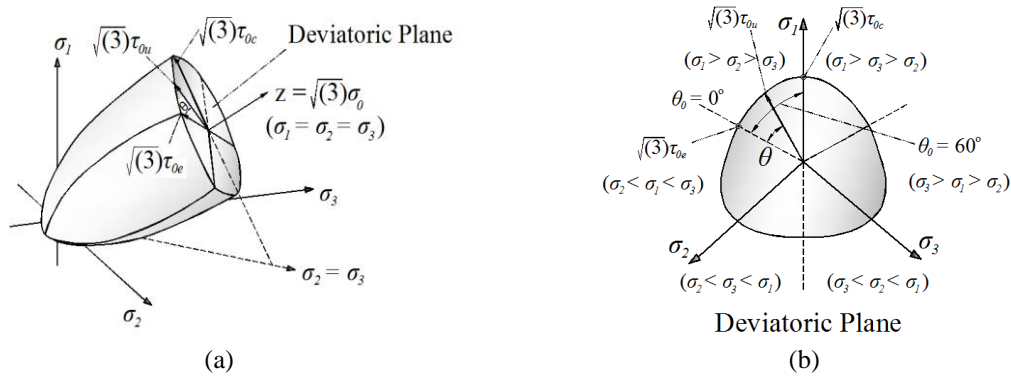 σ1
√(3)τ0u
√(3)τ0c
Deviatoric Plane
z = √(3)σ0
(σ1 = σ2 = σ3)
√(3)τ0e
σ3
σ2 = σ3
σ2
(a)
√(3)τ0u
σ1
√(3)τ0c
(σ1 > σ2 > σ3)
(σ1 > σ3 > σ2)
θ0 = 0°
√(3)τ0e
θ
θ0 = 60°
(σ2 < σ1 < σ3)
(σ3 > σ1 > σ2)
σ2
σ3
(σ2 < σ3 < σ1)
(σ3 < σ2 < σ1)
Deviatoric Plane
(b)